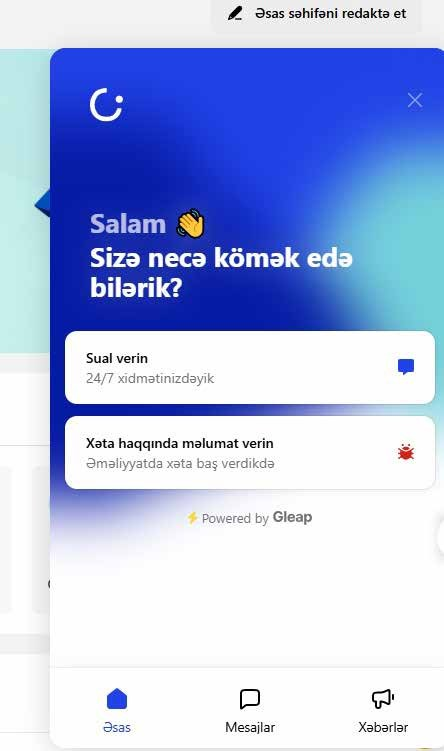 Əsas səhifəni redaktə et
Salam 👋
Sizə necə kömək edə
bilərik?
Sual verin
24/7 xidmətinizdəyik
Xəta haqqında məlumat verin
Əməliyyatda xəta baş verdikdə
⚡ Powered by Gleap
Əsas
Mesajlar
Xəbərlər